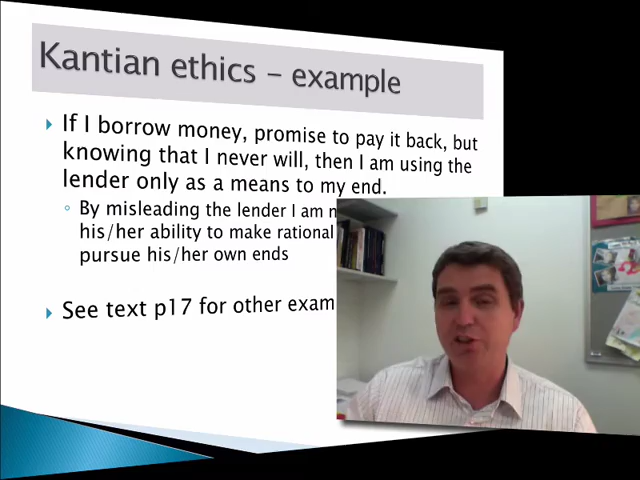 Kantian ethics – example
If I borrow money, promise to pay it back, but
knowing that I never will, then I am using the
lender only as a means to my end.
By misleading the lender I am
his/her ability to make rational
pursue his/her own ends
See text p17 for other